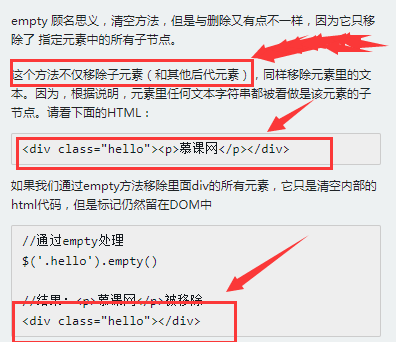 empty 顾名思义，清空方法，但是与删除又有点不一样，因为它只移
除了 指定元素中的所有子节点。
这个方法不仅移除子元素（和其他后代元素），同样移除元素里的文
本。因为，根据说明，元素里任何文本字符串都被看做是该元素的子
节点。请看下面的HTML：
<div class="hello"><p>慕课网</p></div>
如果我们通过empty方法移除里面div的所有元素，它只是清空内部的
html代码，但是标记仍然留在DOM中
//通过empty处理
$('.hello').empty()
//结果：<p>慕课网</p>被移除
<div class="hello"></div>